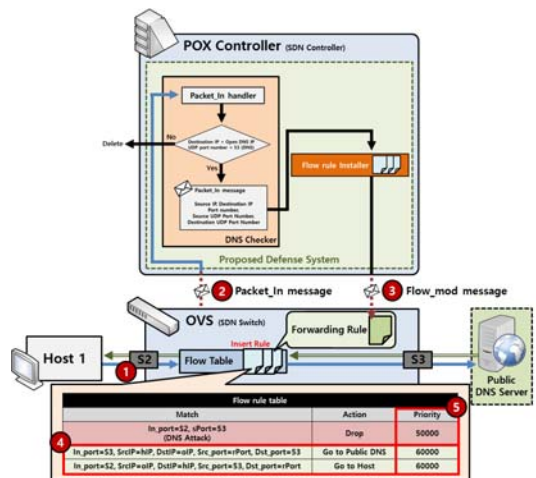 POX Controller (SDN Controller)
Packet_In handler
No
Delete
Destination IP = Open DNS IP
UDP port number = 53 (DNS)
Yes
Packet_In message
Source IP, Destination IP
Port number,
Source UDP Port Number,
Destination UDP Port Number
DNS Checker
Flow rule Installer
Proposed Defense System
2 Packet_In message
3 Flow_mod message
OVS (SDN Switch)
Forwarding Rule
Insert Rule
Host 1
1
S2
Flow Table
S3
Public
DNS Server
Flow rule table
5
Match Action Priority
In_port=S2, sPort=53
(DNS Attack)
Drop 50000
4
In_port=S3, SrcIP=hIP, DstIP=oIP, Src_port=rPort, Dst_port=53 Go to Public DNS 60000
In_port=S2, SrcIP=oIP, DstIP=hIP, Src_port=53, Dst_port=rPort Go to Host 60000